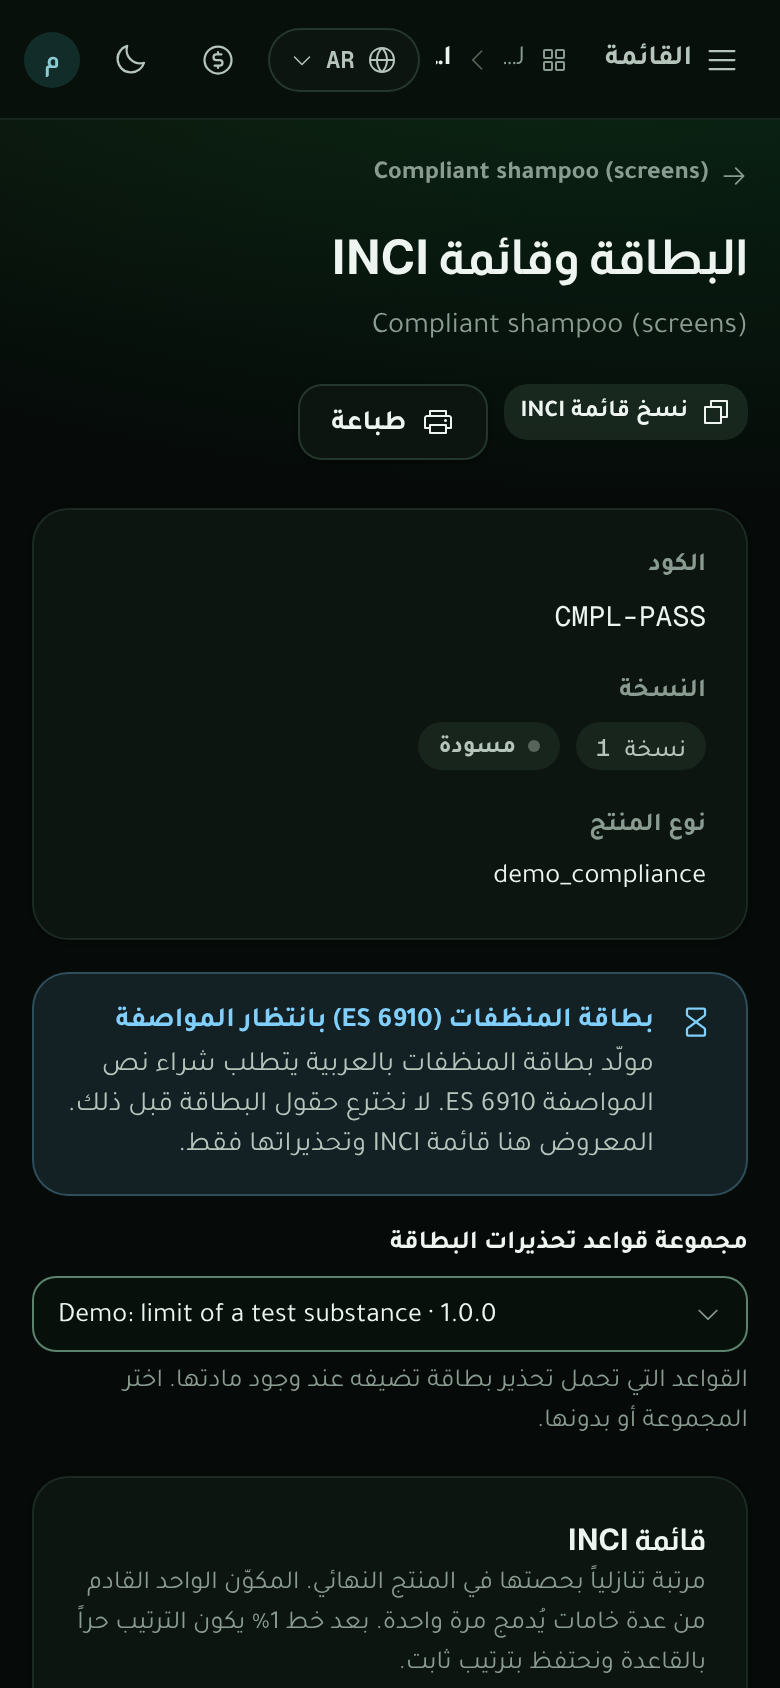 القائمة
لـ...
ا..
AR
م
Compliant shampoo (screens)
البطاقة وقائمة INCI
Compliant shampoo (screens)
نسخ قائمة INCI
طباعة
الكود
CMPL-PASS
النسخة
نسخة 1
مسودة
نوع المنتج
demo_compliance
بطاقة المنظفات (ES 6910) بانتظار المواصفة
مولّد بطاقة المنظفات بالعربية يتطلب شراء نص
المواصفة ES 6910. لا نخترع حقول البطاقة قبل ذلك.
المعروض هنا قائمة INCI وتحذيراتها فقط.
مجموعة قواعد تحذيرات البطاقة
Demo: limit of a test substance · 1.0.0
القواعد التي تحمل تحذير بطاقة تضيفه عند وجود مادتها. اختر
المجموعة أو بدونها.
قائمة INCI
مرتبة تنازلياً بحصتها في المنتج النهائي. المكوّن الواحد القادم
من عدة خامات يُدمج مرة واحدة. بعد خط 1% يكون الترتيب حراً
بالقاعدة ونحتفظ بترتيب ثابت.